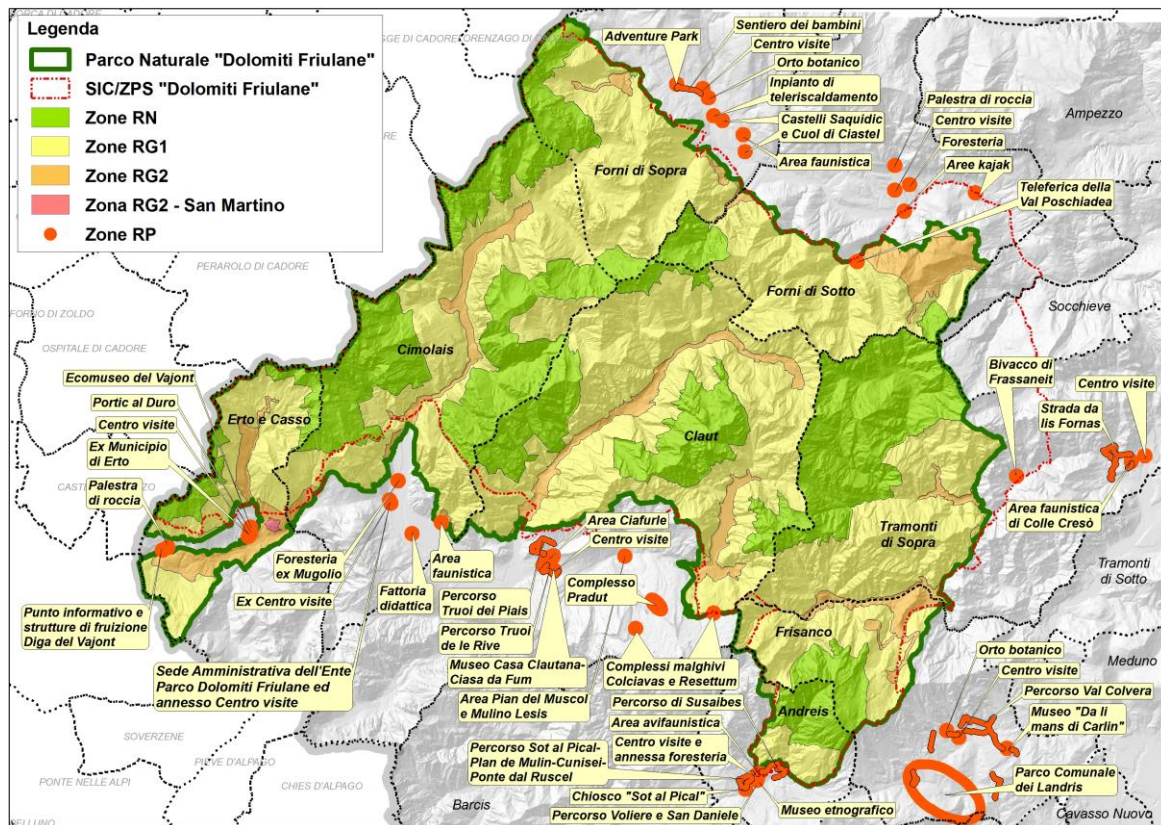 FORCA DI CADORE
GGE DI CADORE
LORENZAGO DI
Legenda
Parco Naturale "Dolomiti Friulane"
SIC/ZPS "Dolomiti Friulane"
Zone RN
Zone RG1
Zone RG2
Zona RG2 - San Martino
Zone RP
Adventure Park
Sentiero dei bambini
Centro visite
Orto botanico
Inpianto di
teleriscaldamento
Castelli Saquidic
e Cuol di Ciastel
Area faunistica
Palestra di roccia
Centro visite
Foresteria
Aree kajak
Teleferica della
Val Poschiadea
Ampezzo
Forni di Sopra
PERAROLO DI CADORE
FORNO DI ZOLDO
OSPITALE DI CADORE
Forni di Sotto
Socchieve
Cimolais
Ecomuseo del Vajont
Portic al Duro
Centro visite
Ex Municipio
di Erto
Palestra
di roccia
Erto e Casso
Claut
Bivacco di
Frassaneit
Centro visite
Strada da
lis Fornas
Area faunistica
di Colle Cresò
Tramonti
di Sopra
Tramonti
di Sotto
Punto informativo e
strutture di fruizione
Diga del Vajont
Foresteria
ex Mugolio
Ex Centro visite
Fattoria
didattica
Area
faunistica
Area Ciafurle
Centro visite
Percorso
Truoi dei Piais
Percorso Truoi
de le Rive
Complesso
Pradut
Sede Amministrativa dell'Ente
Parco Dolomiti Friulane ed
annesso Centro visite
Museo Casa Clautana-
Ciasa da Fum
Area Plan del Muscol
e Mulino Lesis
Complessi malghivi
Colciavas e Resettum
Frisanco
Andreis
Meduno
Orto botanico
Centro visite
Percorso Val Colvera
Museo "Da li
mans di Carlin"
Parco Comunale
dei Landris
Percorso di Susaibes
Area avifaunistica
Centro visite e
annessa foresteria
Percorso Sot al Pical-
Plan de Mulin-Cunisei-
Ponte dal Ruscel
Chiosco "Sot al Pical"
Percorso Voliere e San Daniele
Museo etnografico
SOVERZENE
PONTE NELLE ALPI
PIEVE D'ALPAGO
CHIES D'ALPAGO
Barcis
Cavasso Nuovo